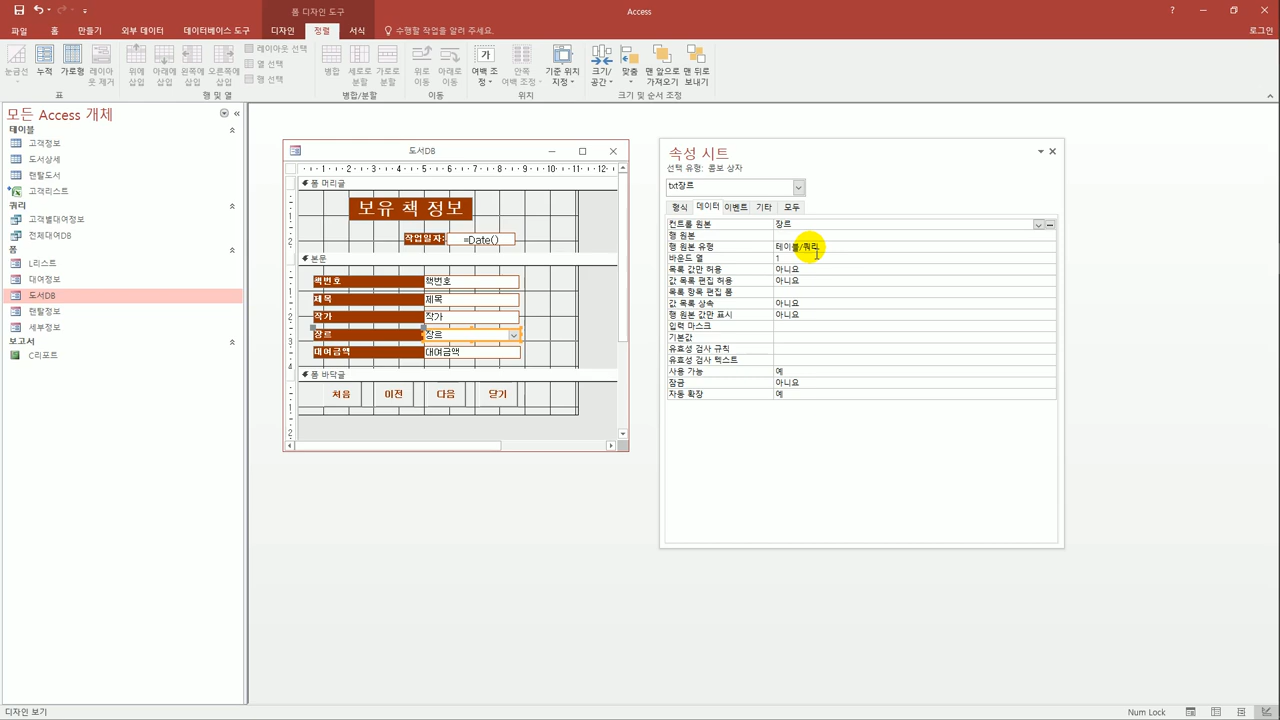 Access
폼 디자인 도구
로그인
파일 홈 만들기 외부 데이터 데이터베이스 도구 디자인 정렬 서식 수행할 작업을 알려 주세요.
눈금선 누적 가로형 레이아웃 제거
표
위에 삽입 아래에 삽입 왼쪽에 삽입 오른쪽에 삽입
레이아웃 선택
열 선택
행 선택
행 및 열
병합 세로로 분할 가로로 분할
병합/분할
위로 이동 아래로 이동
이동
여백 조정 안쪽 여백 조정 기준 위치 지정
위치
크기/공간 맞춤 맨 앞으로 가져오기 맨 뒤로 보내기
크기 및 순서 조정
모든 Access 개체
테이블
고객정보
도서상세
랜탈도서
고객리스트
쿼리
고객별대여정보
전체대여DB
폼
L리스트
대여정보
도서DB
랜탈정보
세부정보
보고서
C리포트
도서DB
폼 머리글
보유 책 정보
작업일자: =Date()
본문
책번호 책번호
제목 제목
작가 작가
장르 장르
대여금액 대여금액
폼 바닥글
처음 이전 다음 닫기
속성 시트
선택 유형: 콤보 상자
txt장르
형식 데이터 이벤트 기타 모두
컨트롤 원본 장르
행 원본
행 원본 유형 테이블/쿼리
바운드 열 1
목록 값만 허용 아니요
값 목록 편집 허용 아니요
목록 항목 편집 폼
값 목록 상속 아니요
행 원본 값만 표시 아니요
입력 마스크
기본값
유효성 검사 규칙
유효성 검사 텍스트
사용 가능 예
잠금 아니요
자동 확장 예
디자인 보기
Num Lock